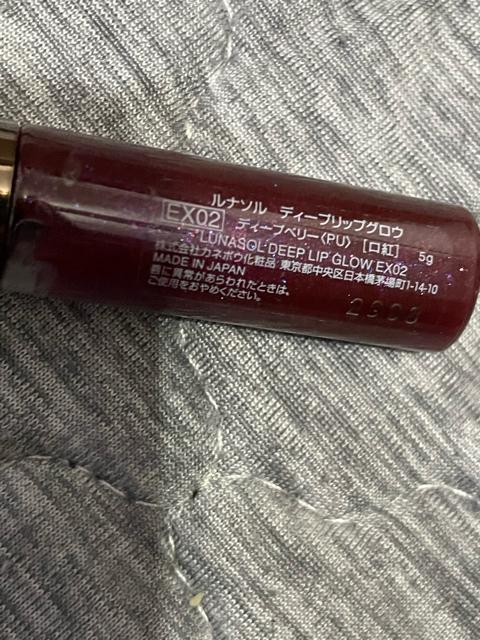 ルナソル ディープリップグロウ
EX02 ディープベリー〈PU〉 [口紅] 5g
LUNASOL DEEP LIP GLOW EX02
株式会社カネボウ化粧品 東京都中央区日本橋茅場町1-14-10
MADE IN JAPAN
唇に異常があらわれたときは、
ご使用をおやめください。